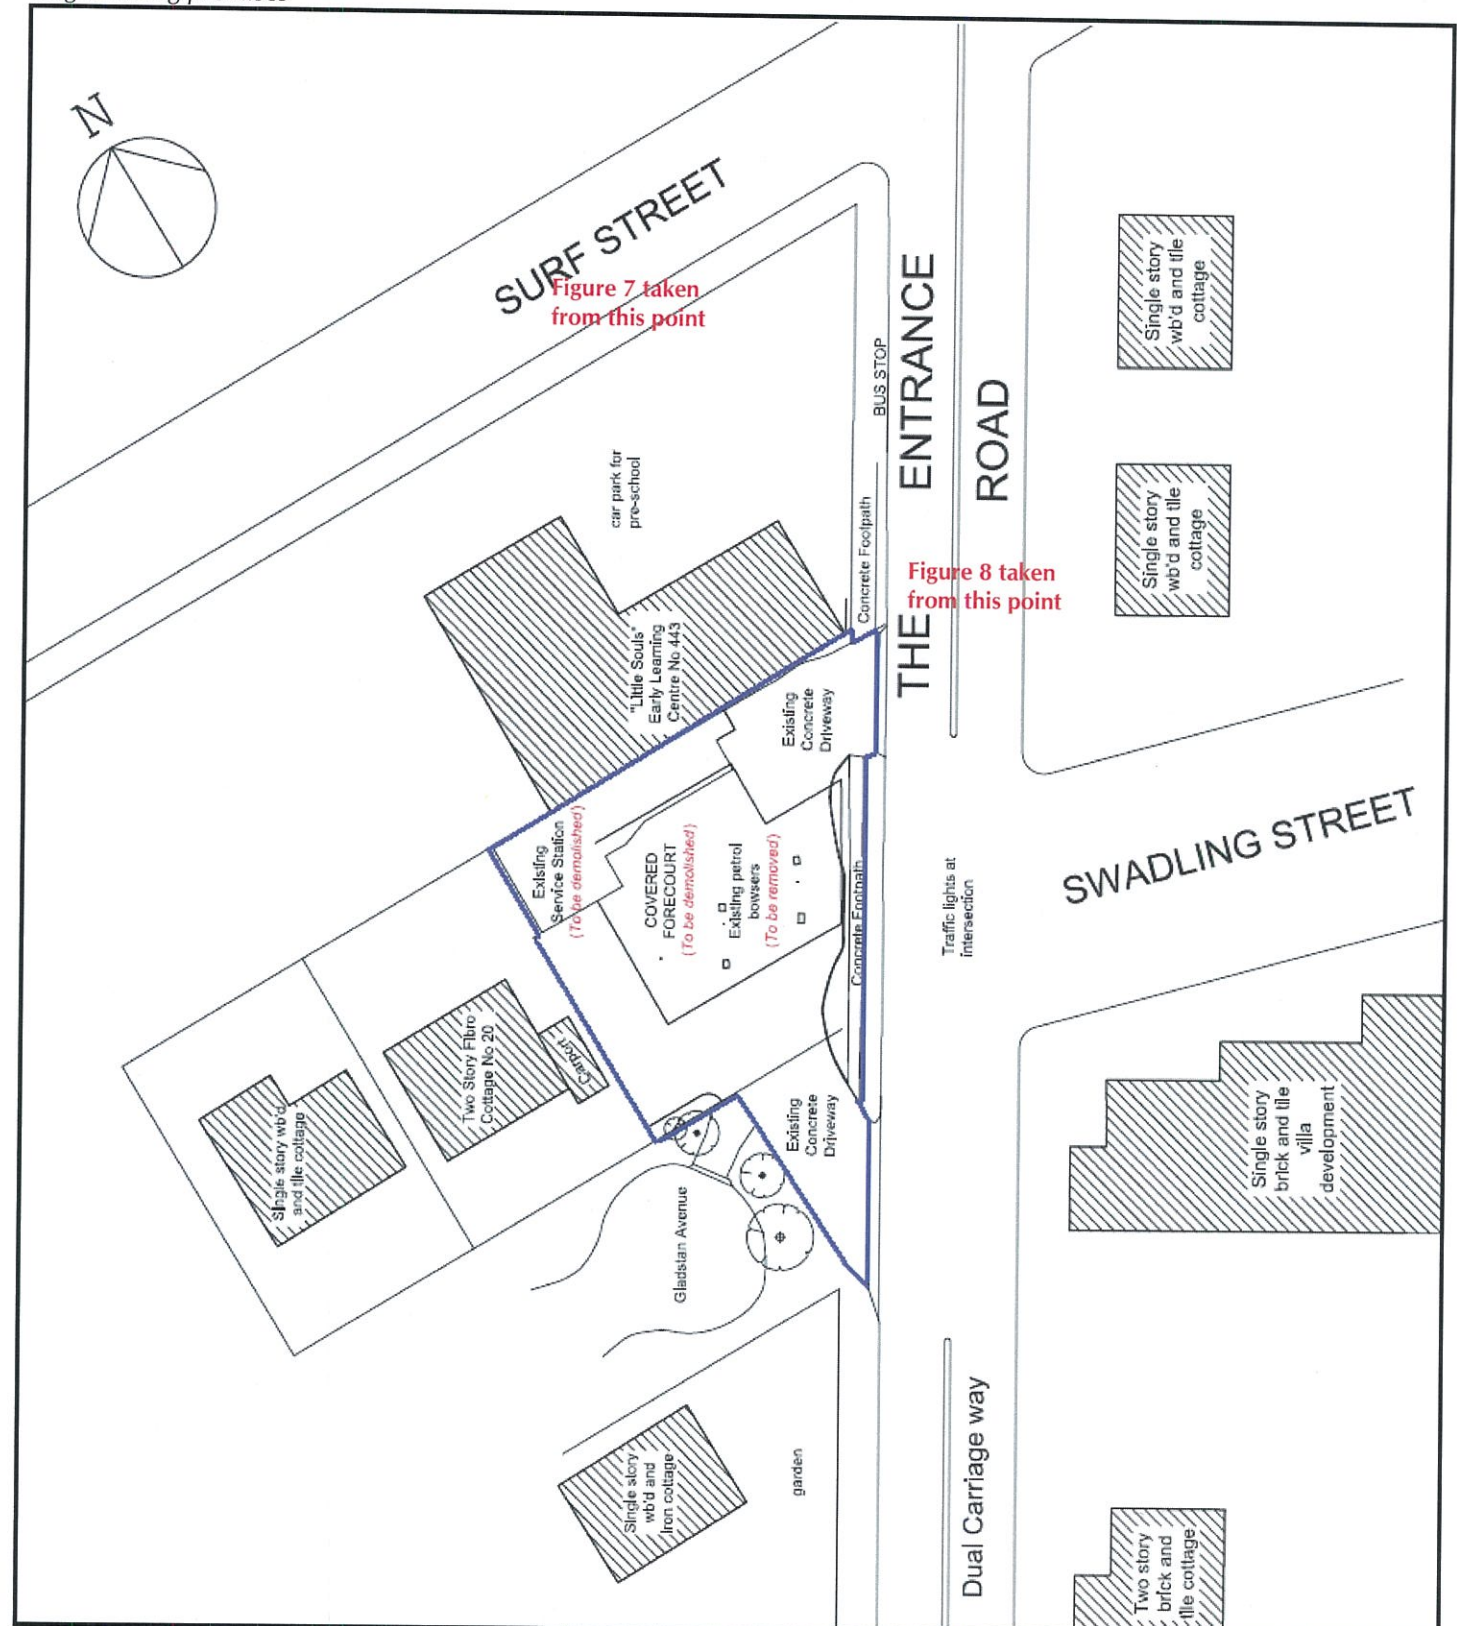 N
SURF STREET
Figure 7 taken
from this point
THE ENTRANCE
ROAD
BUS STOP
Concrete Footpath
car park for
pre-school
Figure 8 taken
from this point
"Little Souls"
Early Learning
Centre No 443
Existing
Concrete
Driveway
Single story
wb'd and tile
cottage
Single story
wb'd and tile
cottage
Existing
Service Station
(To be demolished)
COVERED
FORECOURT
(To be demolished)
Existing petrol
bowsers
(To be removed)
Concrete Footpath
Traffic lights at
intersection
SWADLING STREET
Two Story Fibro
Cottage No 20
Carport
Single story wb'd
and tile cottage
Existing
Concrete
Driveway
Gladstan Avenue
Single story
brick and tile
villa
development
Single story
wb'd and
Iron cottage
garden
Dual Carriage way
Two story
brick and
tile cottage